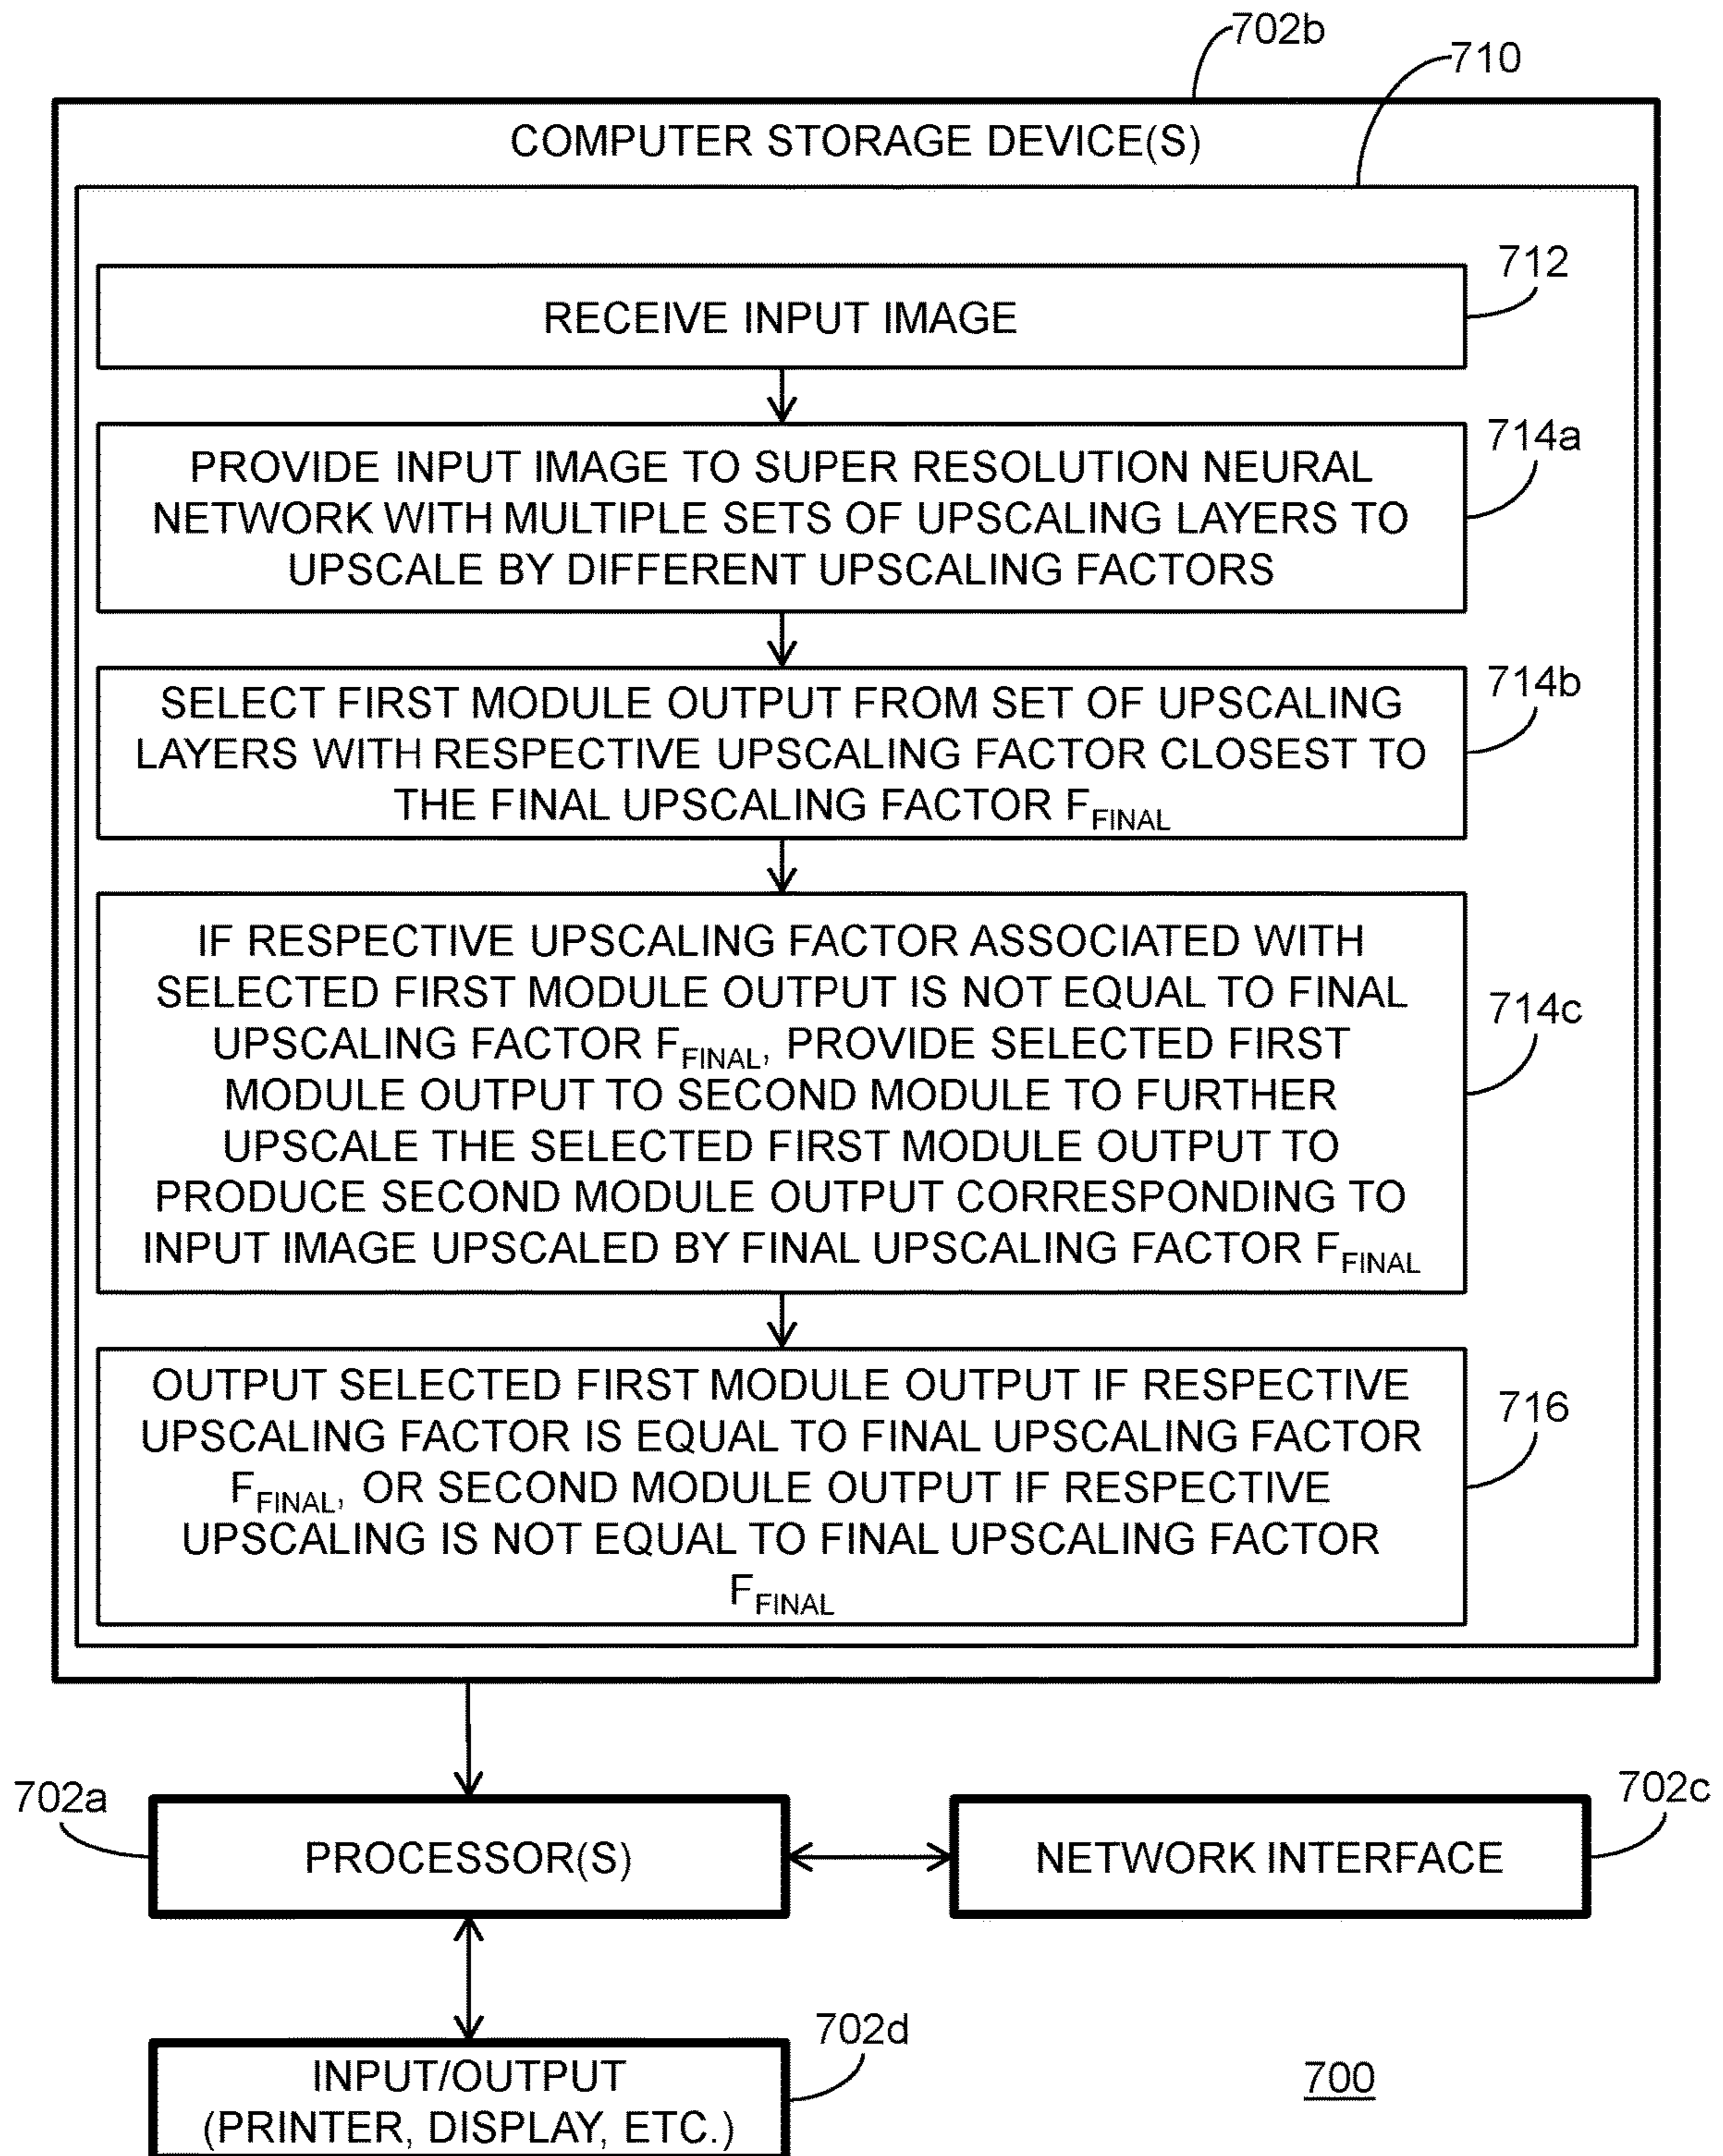 702b
710
COMPUTER STORAGE DEVICE(S)
712
RECEIVE INPUT IMAGE
714a
PROVIDE INPUT IMAGE TO SUPER RESOLUTION NEURAL
NETWORK WITH MULTIPLE SETS OF UPSCALING LAYERS TO
UPSCALE BY DIFFERENT UPSCALING FACTORS
714b
SELECT FIRST MODULE OUTPUT FROM SET OF UPSCALING
LAYERS WITH RESPECTIVE UPSCALING FACTOR CLOSEST TO
THE FINAL UPSCALING FACTOR FFINAL
714c
IF RESPECTIVE UPSCALING FACTOR ASSOCIATED WITH
SELECTED FIRST MODULE OUTPUT IS NOT EQUAL TO FINAL
UPSCALING FACTOR FFINAL, PROVIDE SELECTED FIRST
MODULE OUTPUT TO SECOND MODULE TO FURTHER
UPSCALE THE SELECTED FIRST MODULE OUTPUT TO
PRODUCE SECOND MODULE OUTPUT CORRESPONDING TO
INPUT IMAGE UPSCALED BY FINAL UPSCALING FACTOR FFINAL
716
OUTPUT SELECTED FIRST MODULE OUTPUT IF RESPECTIVE
UPSCALING FACTOR IS EQUAL TO FINAL UPSCALING FACTOR
FFINAL, OR SECOND MODULE OUTPUT IF RESPECTIVE
UPSCALING IS NOT EQUAL TO FINAL UPSCALING FACTOR
FFINAL
702a
PROCESSOR(S)
702c
NETWORK INTERFACE
702d
INPUT/OUTPUT
(PRINTER, DISPLAY, ETC.)
700